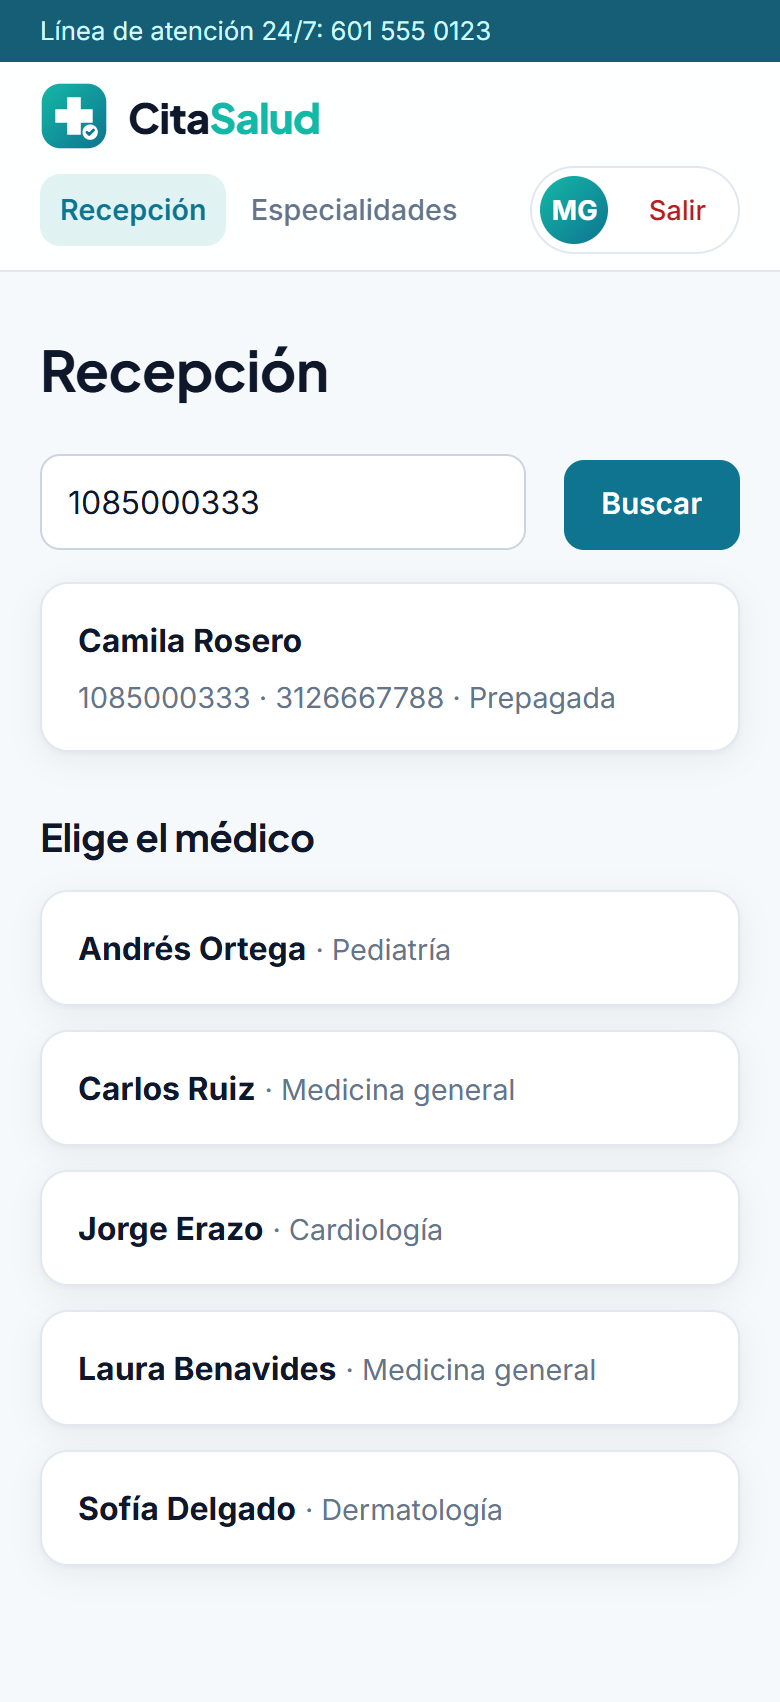 Línea de atención 24/7: 601 555 0123
CitaSalud
Recepción Especialidades MG Salir
Recepción
1085000333 Buscar
Camila Rosero
1085000333 · 3126667788 · Prepagada
Elige el médico
Andrés Ortega · Pediatría
Carlos Ruiz · Medicina general
Jorge Erazo · Cardiología
Laura Benavides · Medicina general
Sofía Delgado · Dermatología